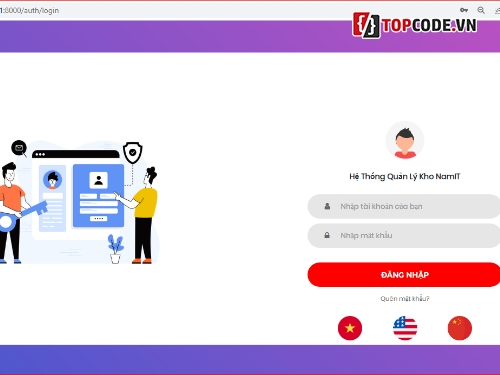 1:8000/auth/login
TOPCODE.VN
Hệ Thống Quản Lý Kho NamIT
Nhập tài khoản của bạn
Nhập mật khẩu
ĐĂNG NHẬP
Quên mật khẩu?